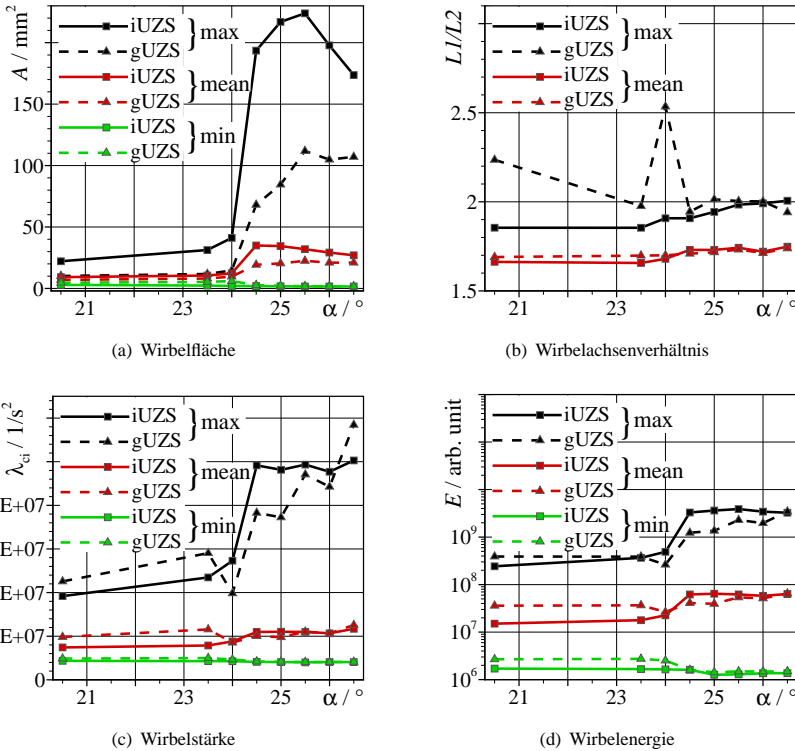 A / mm²
150
100
50
0
iUZS
gUZS
max
iUZS
gUZS
mean
iUZS
gUZS
min
21
23
25
α / °
(a) Wirbelfläche
L1/L2
2.5
2
1.5
iUZS
gUZS
max
iUZS
gUZS
mean
21
23
25
α / °
(b) Wirbelachsenverhältnis
λci / 1/s²
E+07
E+07
E+07
E+07
0
iUZS
gUZS
max
iUZS
gUZS
mean
iUZS
gUZS
min
21
23
25
α / °
(c) Wirbelstärke
E / arb. unit
10⁹
10⁸
10⁷
10⁶
iUZS
gUZS
max
iUZS
gUZS
mean
iUZS
gUZS
min
21
23
25
α / °
(d) Wirbelenergie